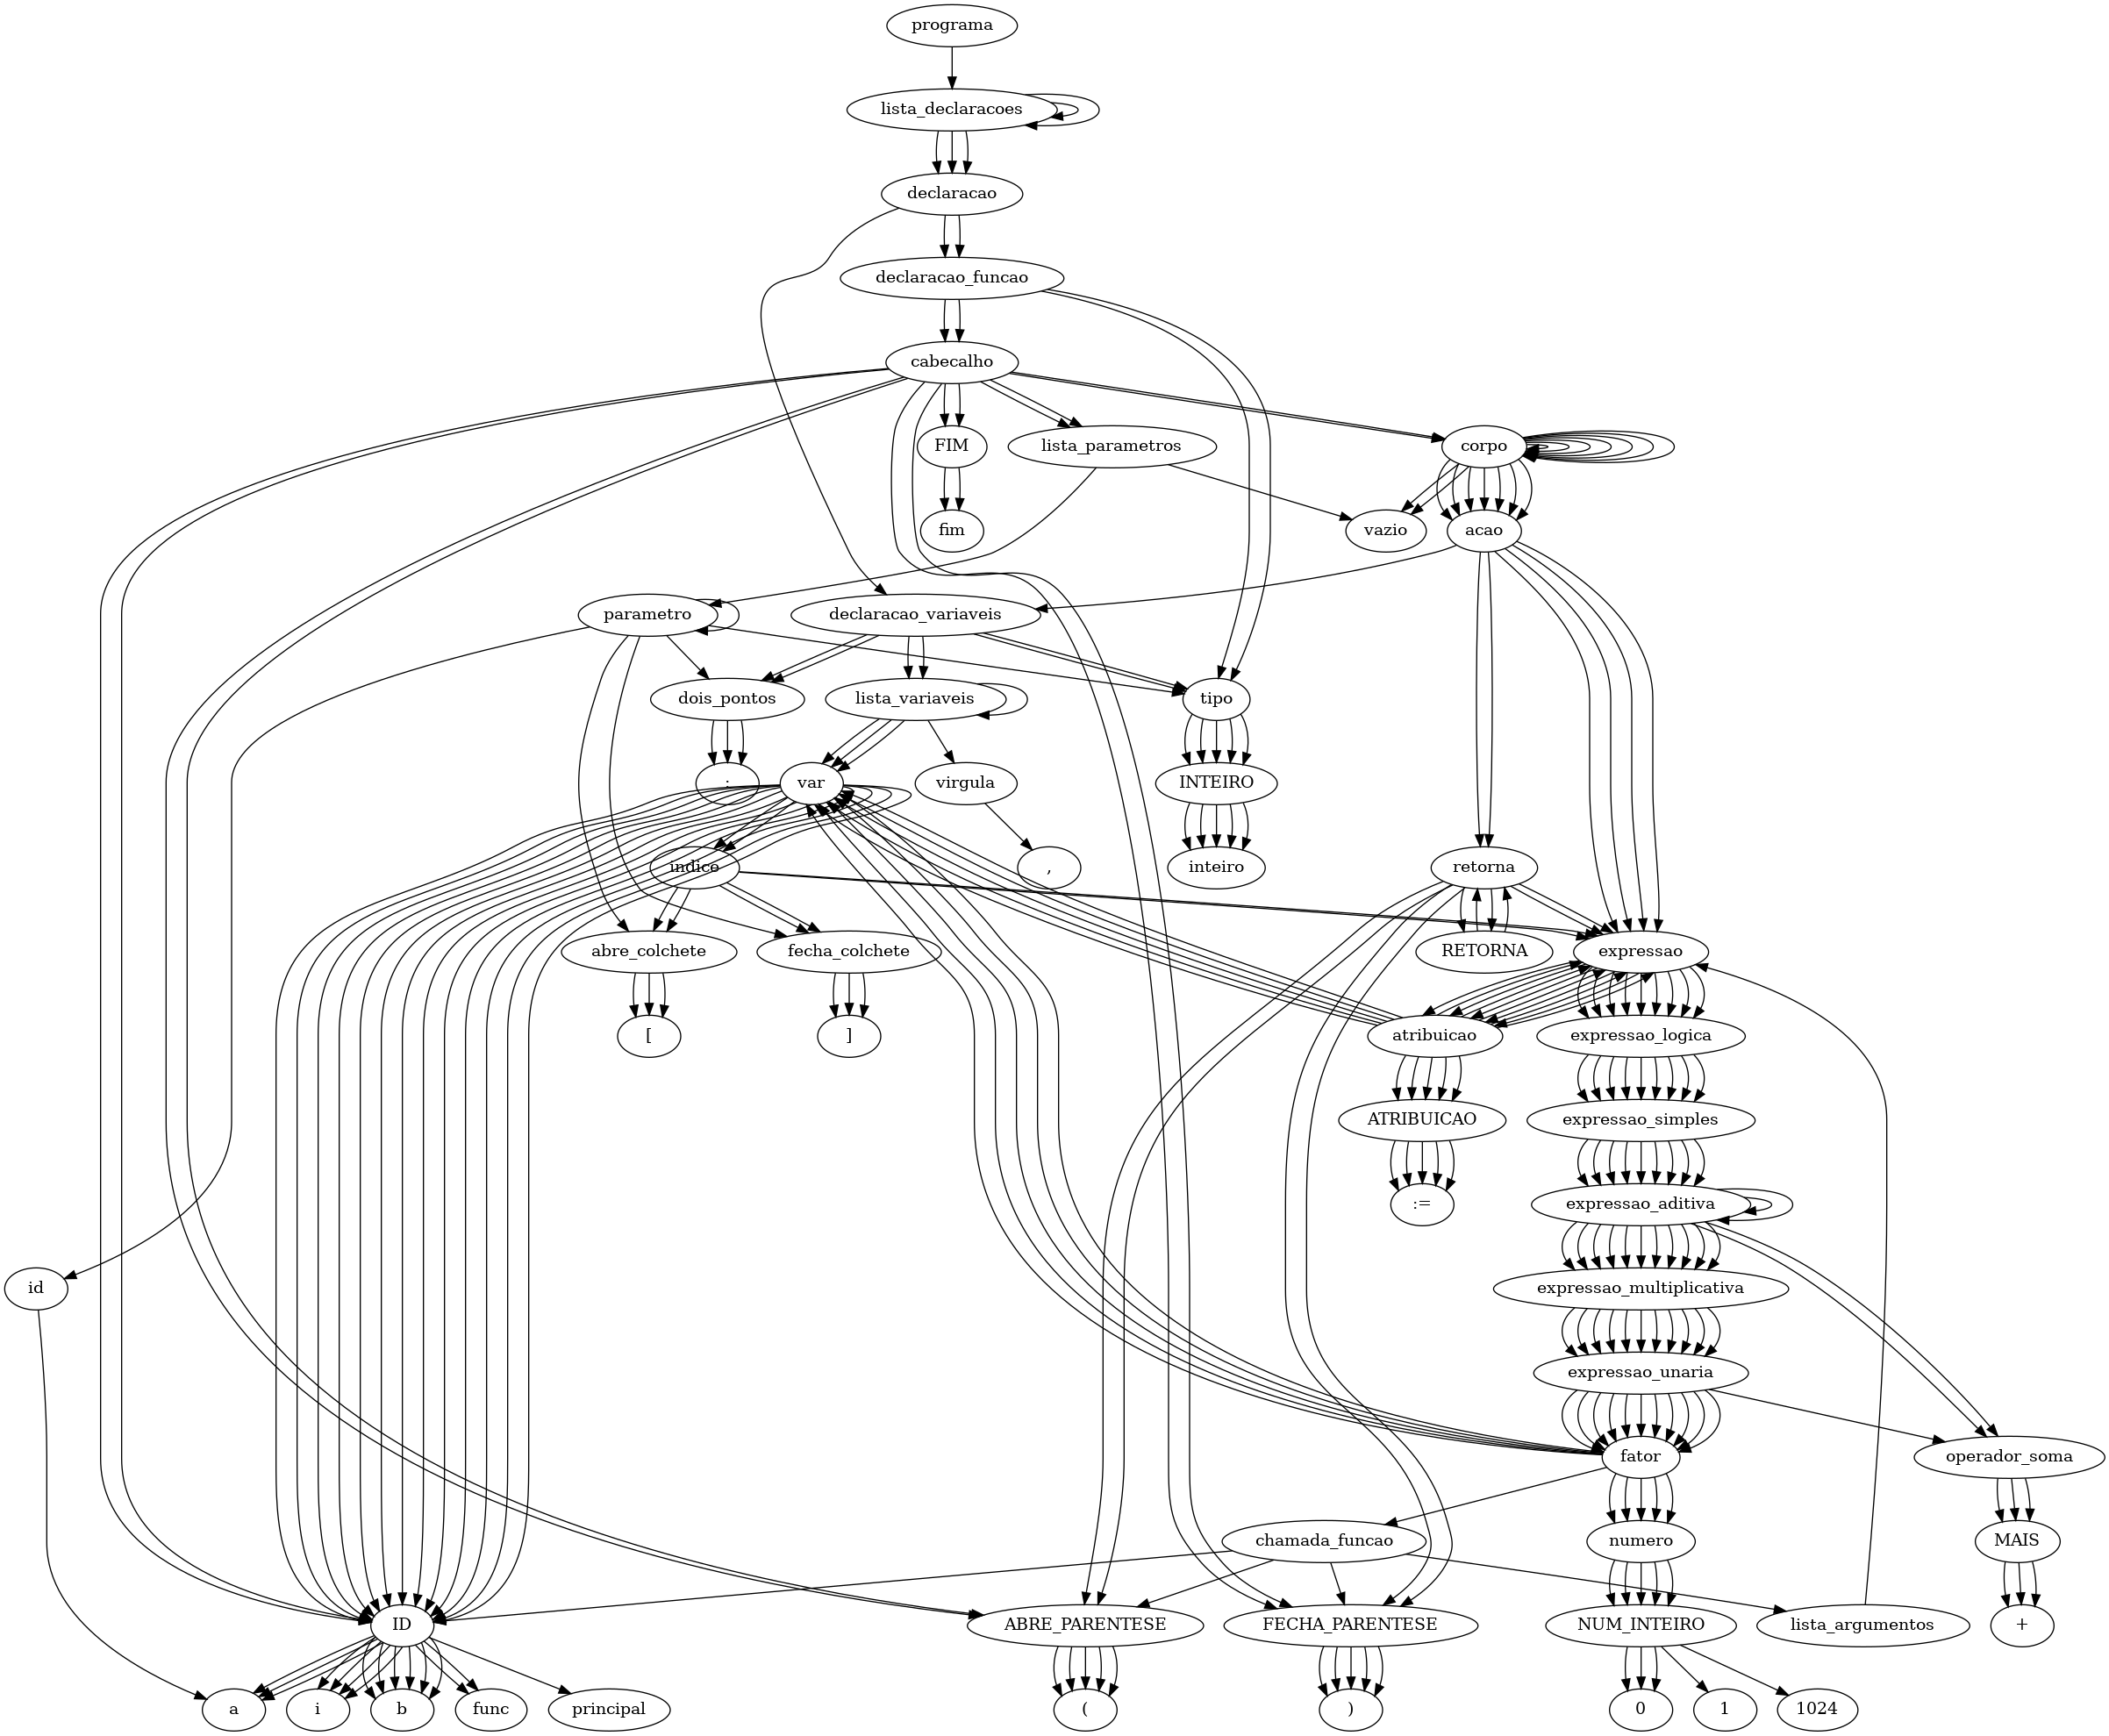 programa
lista_declaracoes
declaracao
declaracao_funcao
cabecalho
FIM
lista_parametros
corpo
fim
vazio
acao
parametro
declaracao_variaveis
dois_pontos
lista_variaveis
tipo
:
var
virgula
INTEIRO
indice
,
inteiro
retorna
abre_colchete
fecha_colchete
RETORNA
expressao
[
]
atribuicao
expressao_logica
ATRIBUICAO
expressao_simples
:=
expressao_aditiva
id
expressao_multiplicativa
expressao_unaria
fator
operador_soma
chamada_funcao
numero
MAIS
ID
ABRE_PARENTESE
FECHA_PARENTESE
NUM_INTEIRO
lista_argumentos
+
a
i
b
func
principal
(
)
0
1
1024